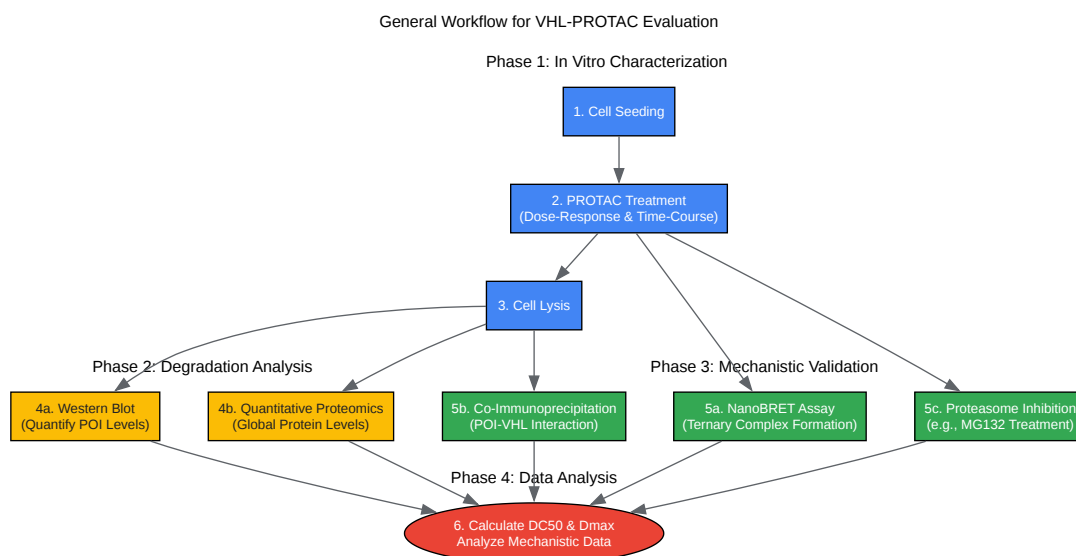 General Workflow for VHL-PROTAC Evaluation
Phase 1: In Vitro Characterization
1. Cell Seeding
2. PROTAC Treatment
(Dose-Response & Time-Course)
3. Cell Lysis
Phase 2: Degradation Analysis
Phase 3: Mechanistic Validation
4a. Western Blot
(Quantify POI Levels)
4b. Quantitative Proteomics
(Global Protein Levels)
5b. Co-Immunoprecipitation
(POI-VHL Interaction)
5a. NanoBRET Assay
(Ternary Complex Formation)
5c. Proteasome Inhibition
(e.g., MG132 Treatment)
Phase 4: Data Analysis
6. Calculate DC50 & Dmax
Analyze Mechanistic Data